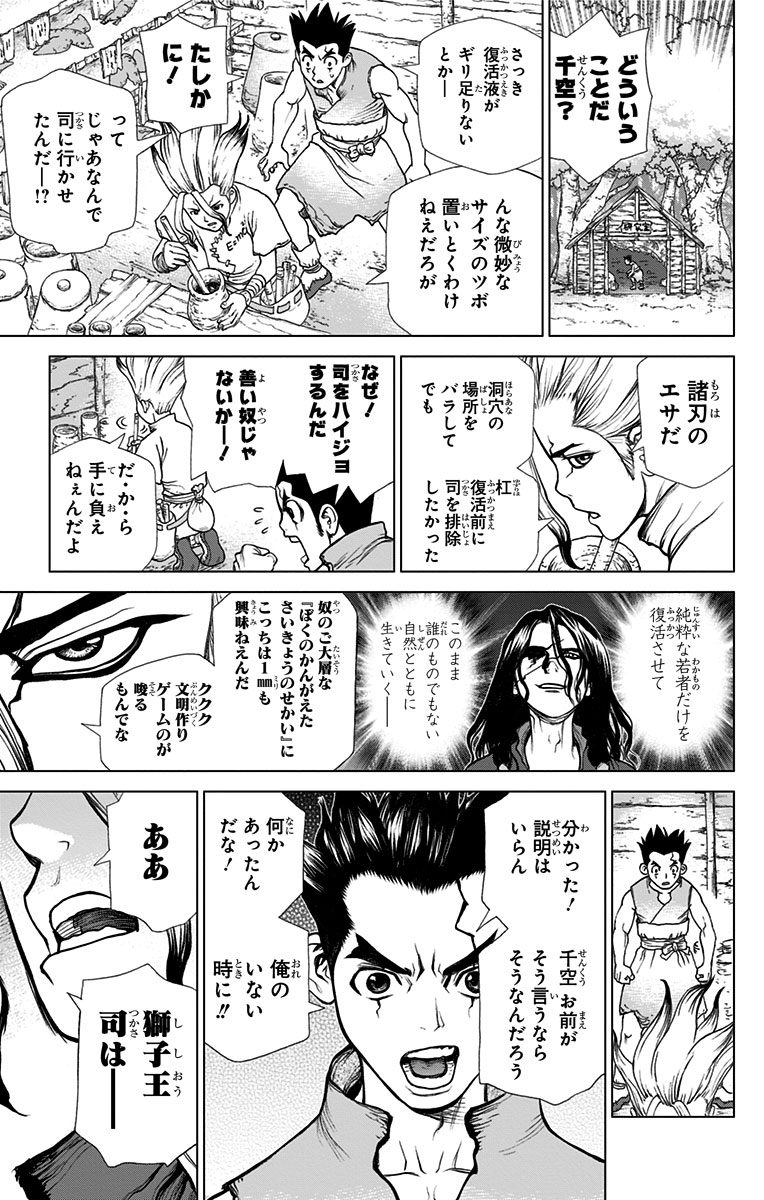 どういう
ことだ
千空？
研究室
さっき
復活液が
ギリ足りない
とか―
んな微妙な
サイズのツボ
置いとくわけ
ねえだろが
たしか
に！
って
じゃあなんで
司に行かせ
たんだ―!?
諸刃の
エサだ
洞穴の
場所を
バラして
でも
杠
復活前に
司を排除
したかった
なぜ！
司をハイジョ
するんだ
善い奴じゃ
ないか―！
だ・か・ら
手に負え
ねぇんだよ
純粋な若者だけを
復活させて
このまま
誰のものでもない
自然とともに
生きていく――
奴のご大層な
『ぼくのかんがえた
さいきょうのせかい』に
こっちは1㎜も
興味ねえんだ
ククク
文明作り
ゲームのが
唆る
もんでな
分かった！
説明は
いらん
千空 お前が
そう言うなら
そうなんだろう
何か
あったん
だな！！
俺の
いない
時に！！
ああ
獅子王
司は――